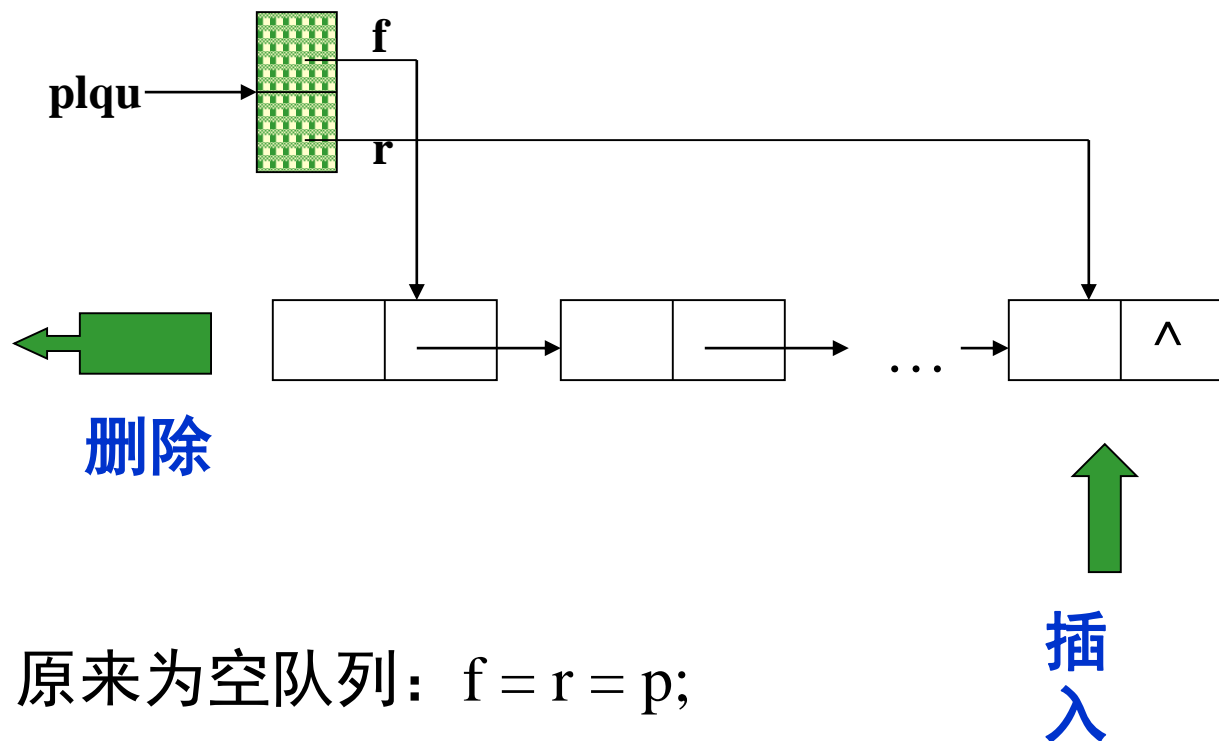 f
plqu
r
^
…
删除
插
入
原来为空队列：f = r = p;